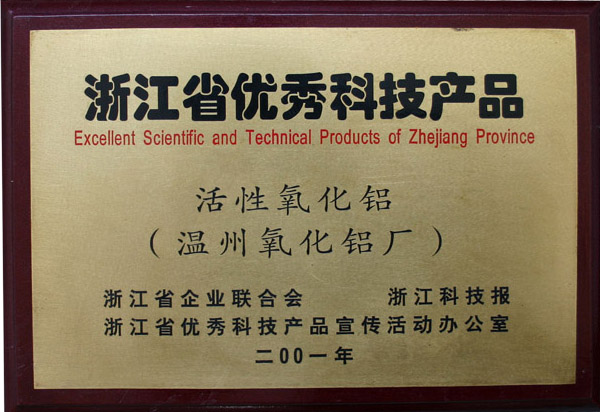 浙江省优秀科技产品
Excellent Scientific and Technical Products of Zhejiang Province
活性氧化铝
（温州氧化铝厂）
浙江省企业联合会 浙江科技报
浙江省优秀科技产品宣传活动办公室
二00一年